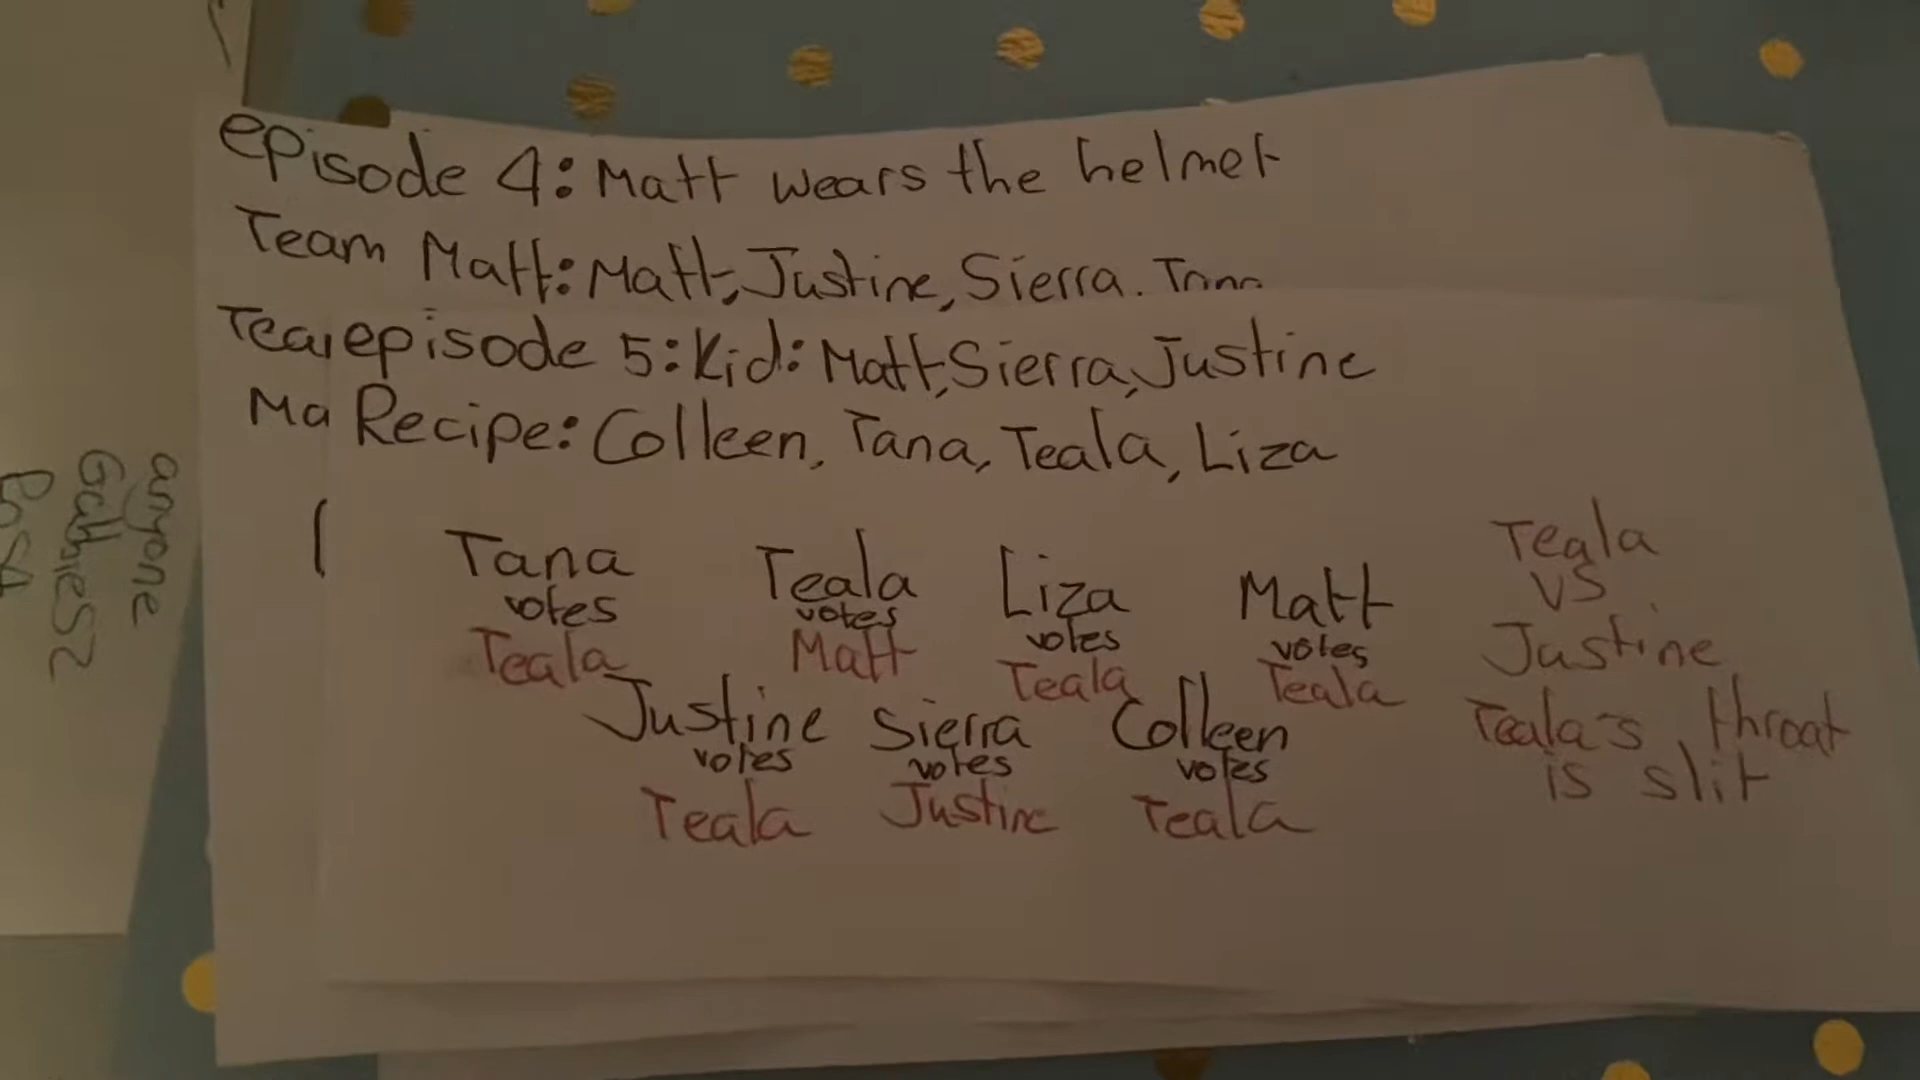 episode 4: Matt wears the helmet
Team Matt: Matt, Justine, Sierra.
episode 5: Kid: Matt, Sierra, Justine
Ma Recipe: Colleen, Tana, Teala, Liza
Tana votes Teala
Teala votes Matt
Liza votes Teala
Matt votes Teala
Justine votes Teala
Sierra votes Justine
Colleen votes Teala
Teala
VS
Justine
Teala's throat
is slit
anyone